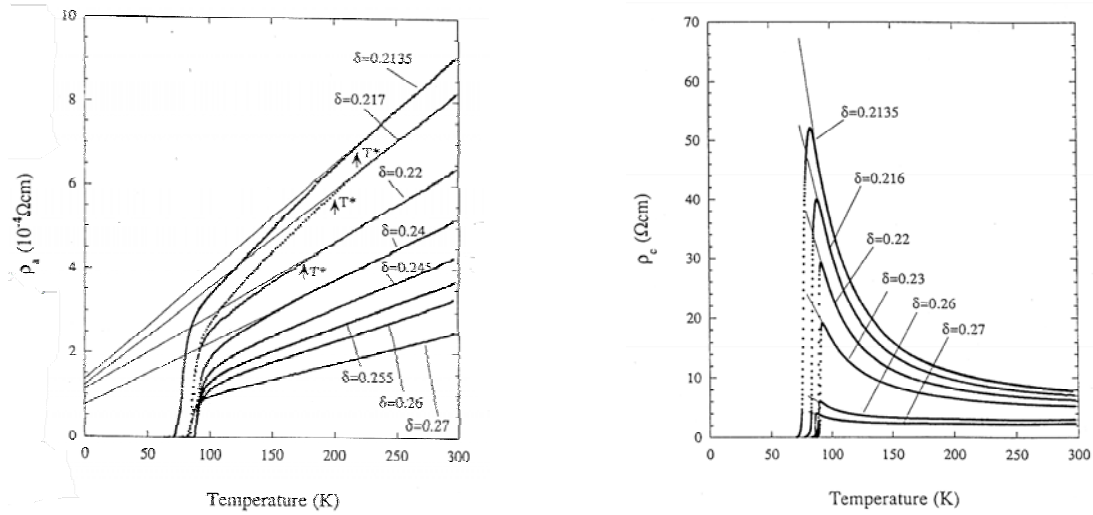 10
8
6
4
2
0
ρa (10-4Ωcm)
δ=0.2135
δ=0.217
T*
δ=0.22
T*
δ=0.24
δ=0.245
T*
δ=0.255
δ=0.26
δ=0.27
0 50 100 150 200 250 300
Temperature (K)
70
60
50
40
30
20
10
0
ρc (Ωcm)
δ=0.2135
δ=0.216
δ=0.22
δ=0.23
δ=0.26
δ=0.27
0 50 100 150 200 250 300
Temperature (K)